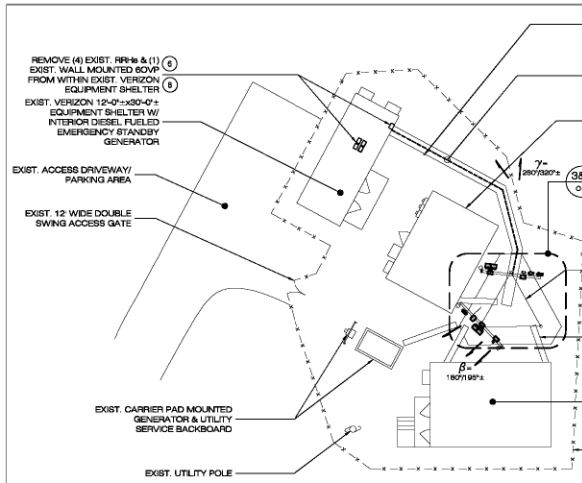 REMOVE (4) EXIST. RRHs & (1)
EXIST. WALL MOUNTED 6OVP
FROM WITHIN EXIST. VERIZON
EQUIPMENT SHELTER
6
8
EXIST. VERIZON 12'-0"±x30'-0"±
EQUIPMENT SHELTER W/
INTERIOR DIESEL FUELED
EMERGENCY STANDBY
GENERATOR
EXIST. ACCESS DRIVEWAY/
PARKING AREA
EXIST. 12' WIDE DOUBLE
SWING ACCESS GATE
γ=
280°/320°±
β=
180°/195°±
EXIST. CARRIER PAD MOUNTED
GENERATOR & UTILITY
SERVICE BACKBOARD
EXIST. UTILITY POLE